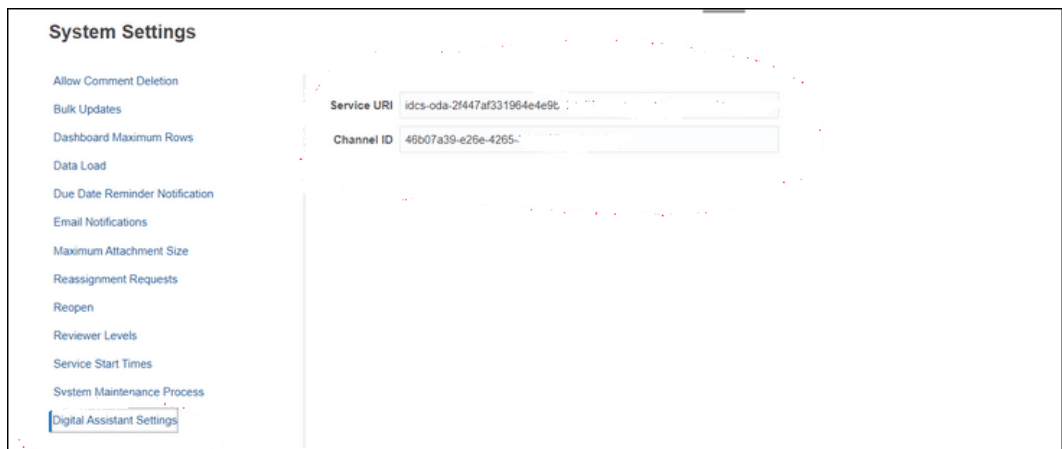 System Settings
Allow Comment Deletion
Bulk Updates
Dashboard Maximum Rows
Data Load
Due Date Reminder Notification
Email Notifications
Maximum Attachment Size
Reassignment Requests
Reopen
Reviewer Levels
Service Start Times
System Maintenance Process
Digital Assistant Settings
Service URI idcs-oda-2f447af331964e4e9b
Channel ID 46b07a39-e26e-4265-